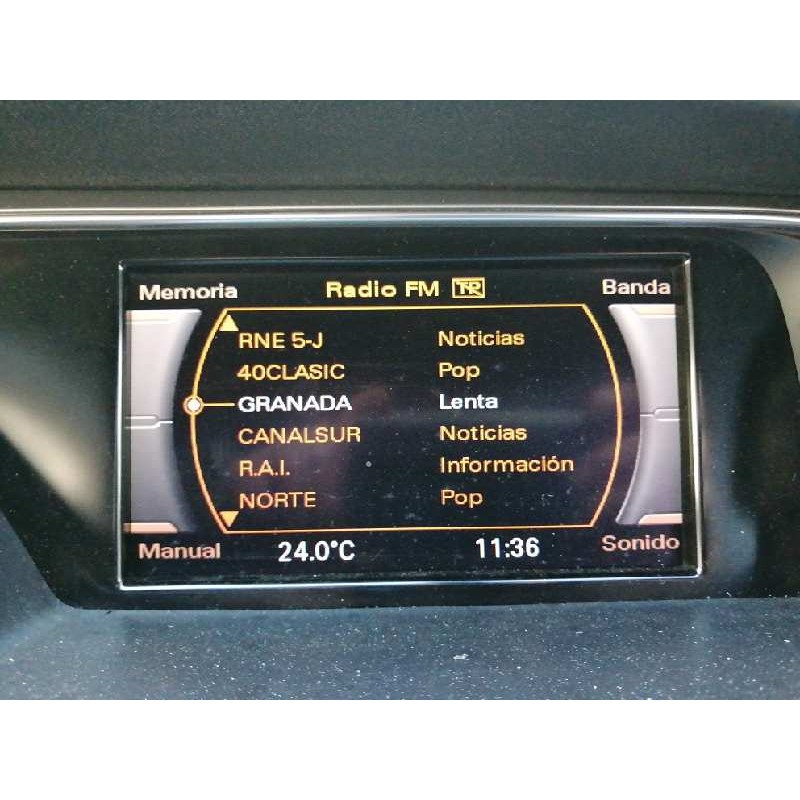 Memoria Radio FM TP Banda
RNE 5-J Noticias
40CLASIC Pop
GRANADA Lenta
CANALSUR Noticias
R.A.I. Información
NORTE Pop
Manual 24.0°C 11:36 Sonido